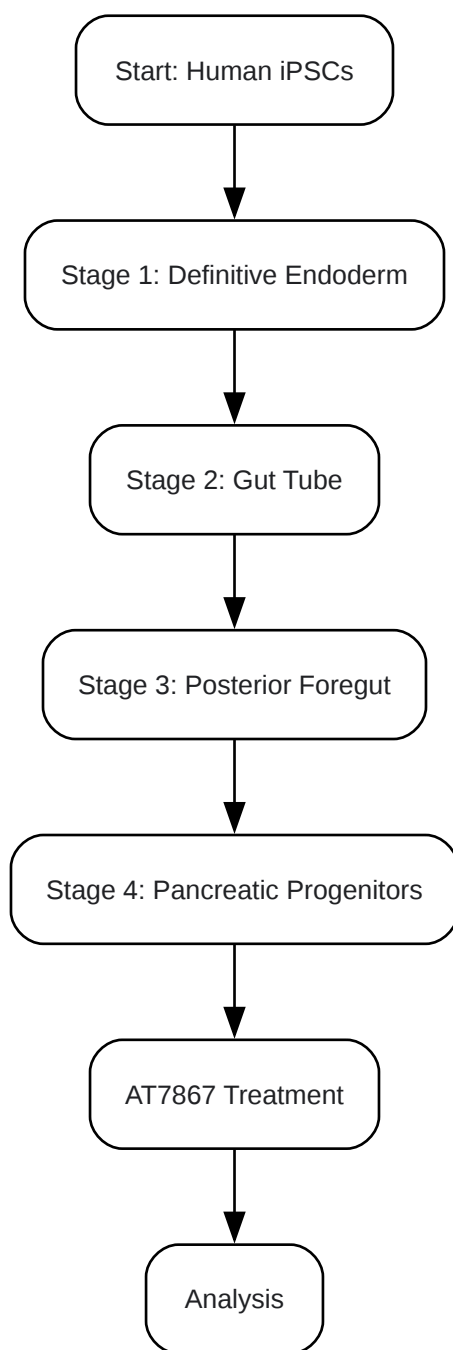 Start: Human iPSCs
Stage 1: Definitive Endoderm
Stage 2: Gut Tube
Stage 3: Posterior Foregut
Stage 4: Pancreatic Progenitors
AT7867 Treatment
Analysis